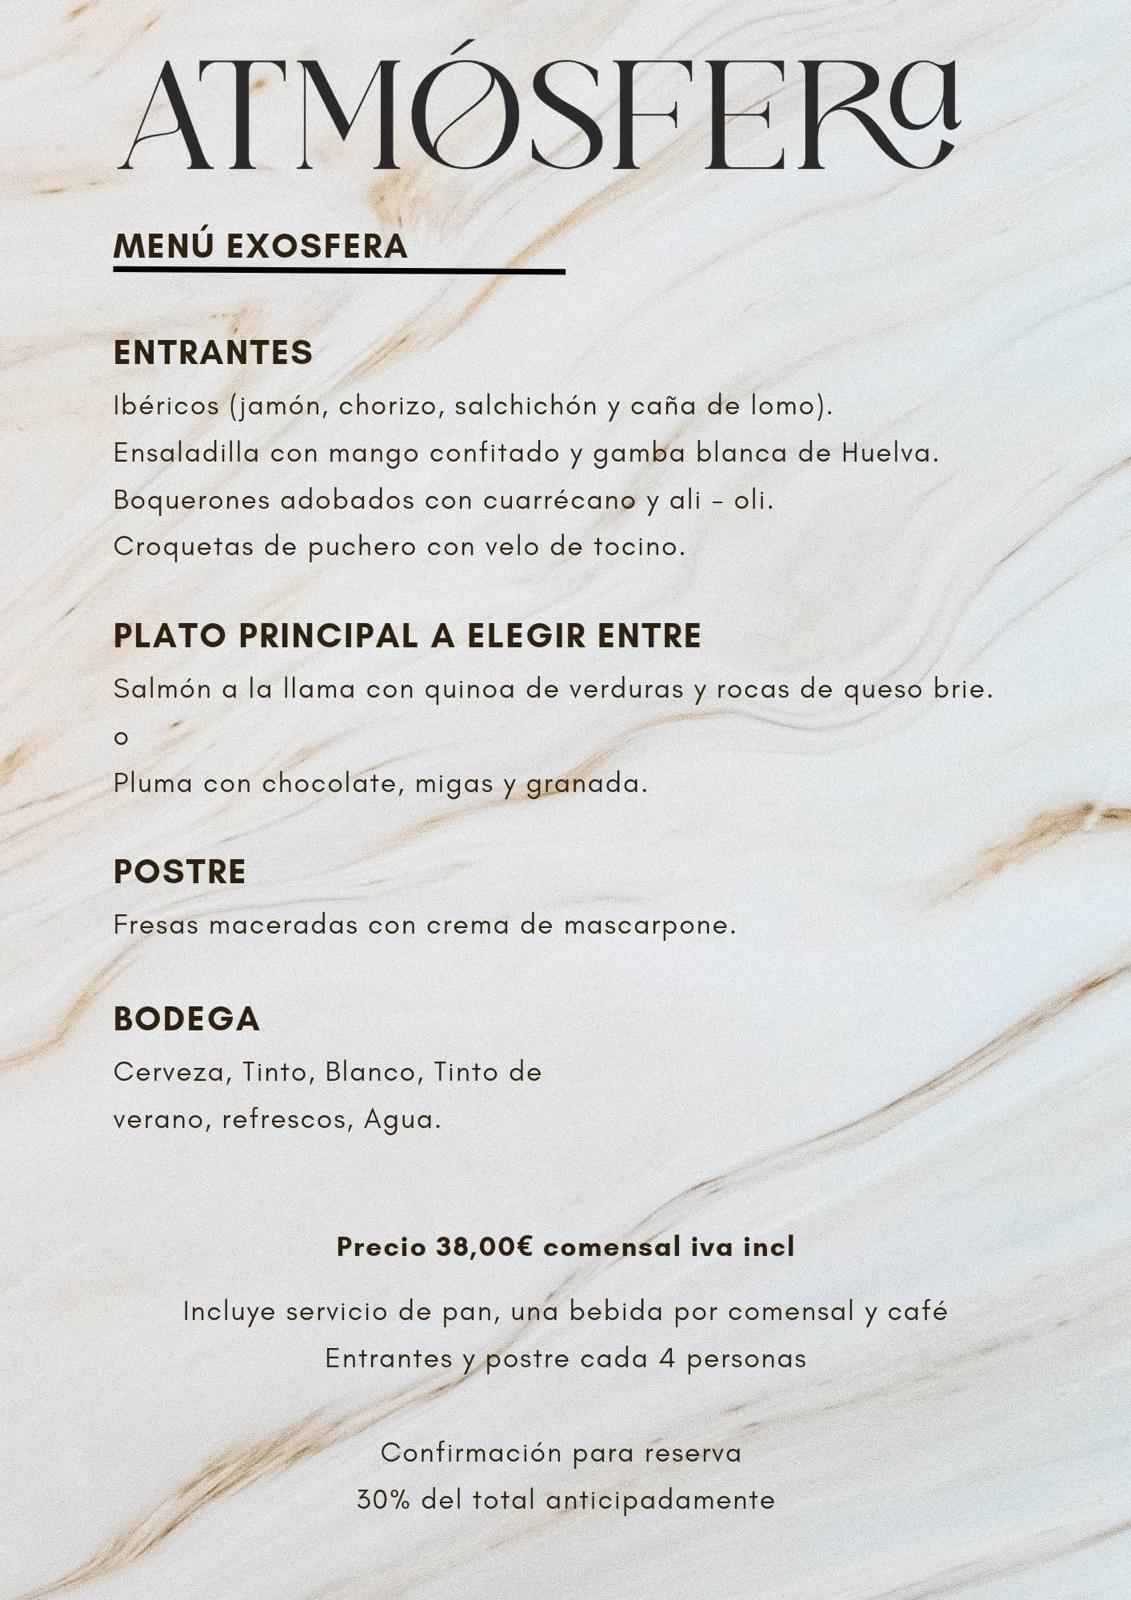 ATMÓSFERa
MENÚ EXOSFERA
ENTRANTES
Ibéricos (jamón, chorizo, salchichón y caña de lomo).
Ensaladilla con mango confitado y gamba blanca de Huelva.
Boquerones adobados con cuarrécano y ali - oli.
Croquetas de puchero con velo de tocino.
PLATO PRINCIPAL A ELEGIR ENTRE
Salmón a la llama con quinoa de verduras y rocas de queso brie.
o
Pluma con chocolate, migas y granada.
POSTRE
Fresas maceradas con crema de mascarpone.
BODEGA
Cerveza, Tinto, Blanco, Tinto de
verano, refrescos, Agua.
Precio 38,00€ comensal iva incl
Incluye servicio de pan, una bebida por comensal y café
Entrantes y postre cada 4 personas
Confirmación para reserva
30% del total anticipadamente